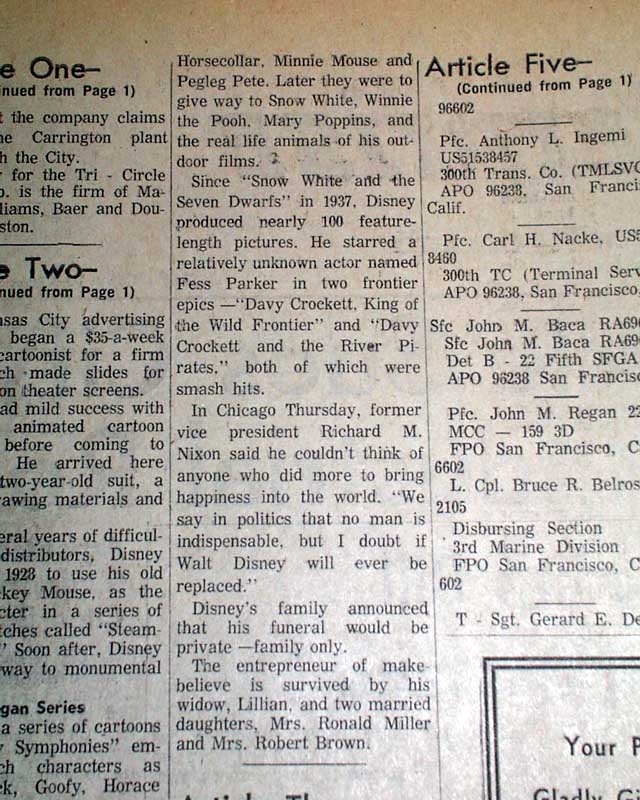 e One—
inued from Page 1)
t the company claims
ne Carrington plant
h the City.
r for the Tri - Circle
o. is the firm of Ma-
lliams, Baer and Dou-
ston.
e Two—
nued from Page 1)
nsas City advertising
began a $35-a-week
cartoonist for a firm
ch made slides for
on theater screens.
ad mild success with
animated cartoon
before coming to
He arrived here
two-year-old suit, a
rawing materials and
eral years of difficul-
distributors, Disney
1928 to use his old
key Mouse, as the
cter in a series of
tches called "Steam-
" Soon after, Disney
way to monumental
gan Series
a series of cartoons
y Symphonies" em-
ch characters as
k, Goofy, Horace
Horsecollar, Minnie Mouse and
Pegleg Pete. Later they were to
give way to Snow White, Winnie
the Pooh, Mary Poppins, and
the real life animals of his out-
door films.
Since "Snow White and the
Seven Dwarfs" in 1937, Disney
produced nearly 100 feature-
length pictures. He starred a
relatively unknown actor named
Fess Parker in two frontier
epics —"Davy Crockett, King of
the Wild Frontier" and "Davy
Crockett and the River Pi-
rates," both of which were
smash hits.
In Chicago Thursday, former
vice president Richard M.
Nixon said he couldn't think of
anyone who did more to bring
happiness into the world. "We
say in politics that no man is
indispensable, but I doubt if
Walt Disney will ever be
replaced."
Disney's family announced
that his funeral would be
private —family only.
The entrepreneur of make-
believe is survived by his
widow, Lillian, and two married
daughters, Mrs. Ronald Miller
and Mrs. Robert Brown.
Article Five—
(Continued from Page 1)
96602
Pfc. Anthony L. Ingemi
US51538457
300th Trans. Co. (TMLSVC
APO 96238, San Francis
Calif.
Pfc. Carl H. Nacke, US5
8460
300th TC (Terminal Serv
APO 96238, San Francisco,
Sfc John M. Baca RA690
Sfc John M. Baca RA690
Det B - 22 Fifth SFGA
APO 96238 San Francisc
Pfc. John M. Regan 22
MCC — 159 3D
FPO San Francisco, C
6602
L. Cpl. Bruce R. Belros
2105
Disbursing Section
3rd Marine Division
FPO San Francisco, C
602
T - Sgt. Gerard E. De
Your P
Gladly Gi